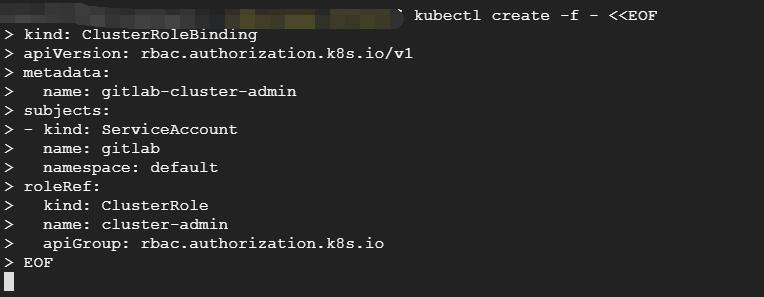 kubectl create -f - <<EOF
> kind: ClusterRoleBinding
> apiVersion: rbac.authorization.k8s.io/v1
> metadata:
>   name: gitlab-cluster-admin
> subjects:
> - kind: ServiceAccount
>   name: gitlab
>   namespace: default
> roleRef:
>   kind: ClusterRole
>   name: cluster-admin
>   apiGroup: rbac.authorization.k8s.io
> EOF